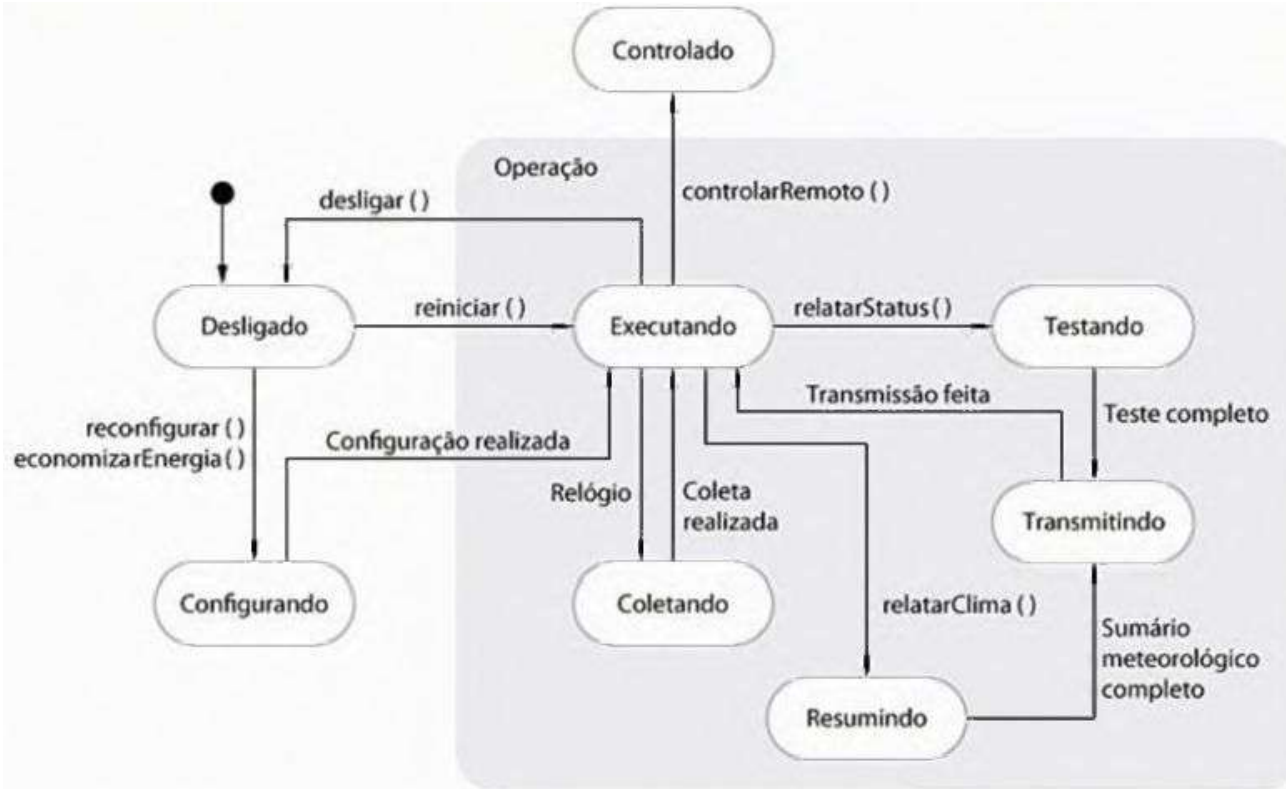 Controlado
Operação
controlarRemoto ( )
desligar ( )
Desligado
reiniciar ( )
Executando
relatarStatus ( )
Testando
reconfigurar ( )
economizarEnergia ( )
Configuração realizada
Transmissão feita
Teste completo
Relógio
Coleta
realizada
Transmitindo
Configurando
Coletando
relatarClima ( )
Sumário
meteorológico
completo
Resumindo